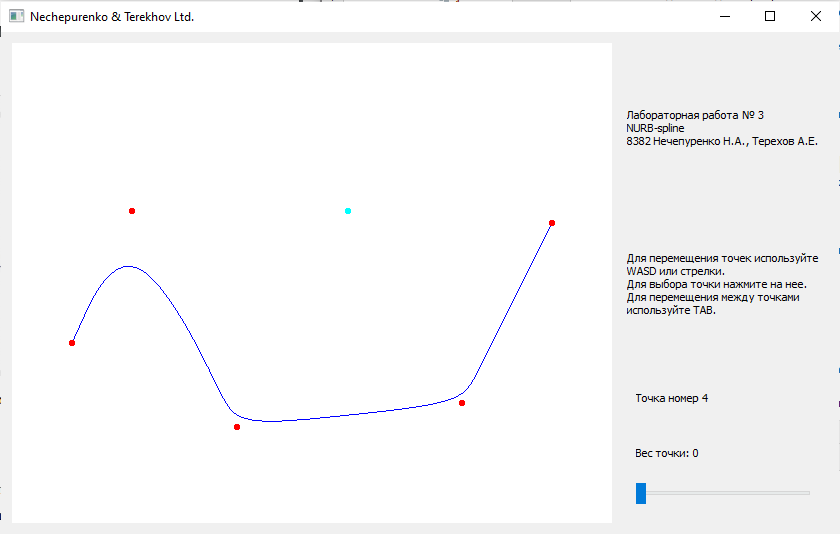 Nechepurenko & Terekhov Ltd.
Лабораторная работа № 3
NURB-spline
8382 Нечепуренко Н.А., Терехов А.Е.
Для перемещения точек используйте
WASD или стрелки.
Для выбора точки нажмите на нее.
Для перемещения между точками
используйте TAB.
Точка номер 4
Вес точки: 0